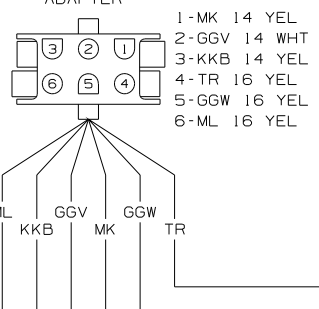 ADAPTER
1-MK 14 YEL
2-GGV 14 WHT
3-KKB 14 YEL
4-TR 16 YEL
5-GGW 16 YEL
6-ML 16 YEL
3 2 1
6 5 4
ML GGV GGW
KKB MK TR